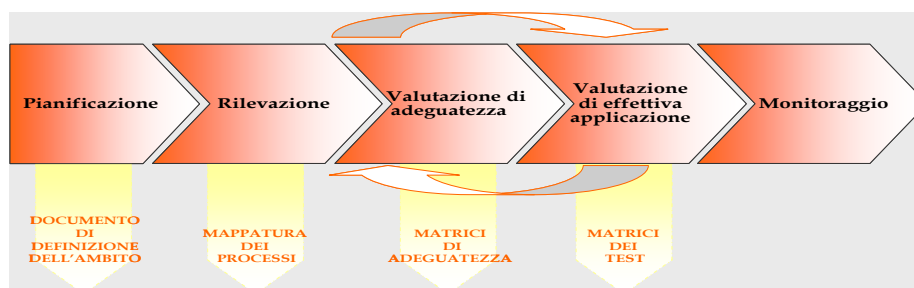 Pianificazione
Rilevazione
Valutazione di
adeguatezza
Valutazione
di effettiva
applicazione
Monitoraggio
DOCUMENTO
DI
DEFINIZIONE
DELL'AMBITO
MAPPATURA
DEI
PROCESSI
MATRICI
DI
ADEGUATEZZA
MATRICI
DEI
TEST